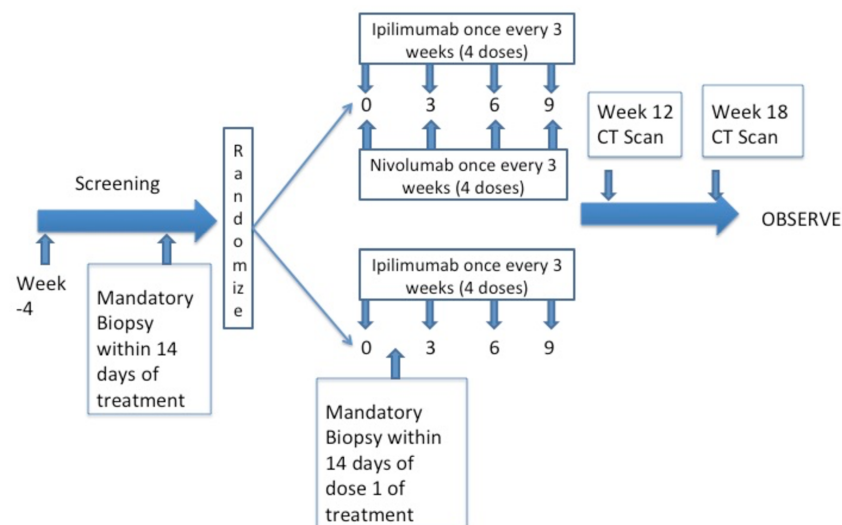 Screening
Week
-4
Mandatory
Biopsy
within 14
days of
treatment
R
a
n
d
o
m
iz
e
Ipilimumab once every 3
weeks (4 doses)
0 3 6 9
Nivolumab once every 3
weeks (4 doses)
Ipilimumab once every 3
weeks (4 doses)
0 3 6 9
Mandatory
Biopsy within
14 days of
dose 1 of
treatment
Week 12
CT Scan
Week 18
CT Scan
OBSERVE